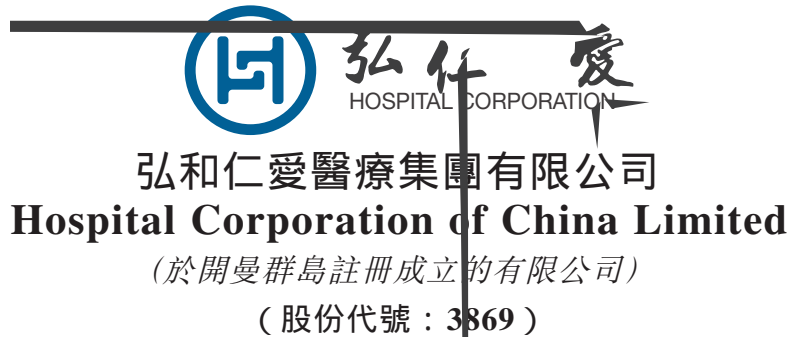 弘仁愛
HOSPITAL CORPORATION
弘和仁愛醫療集團有限公司
Hospital Corporation of China Limited
(於開曼群島註冊成立的有限公司)
(股份代號:3869)